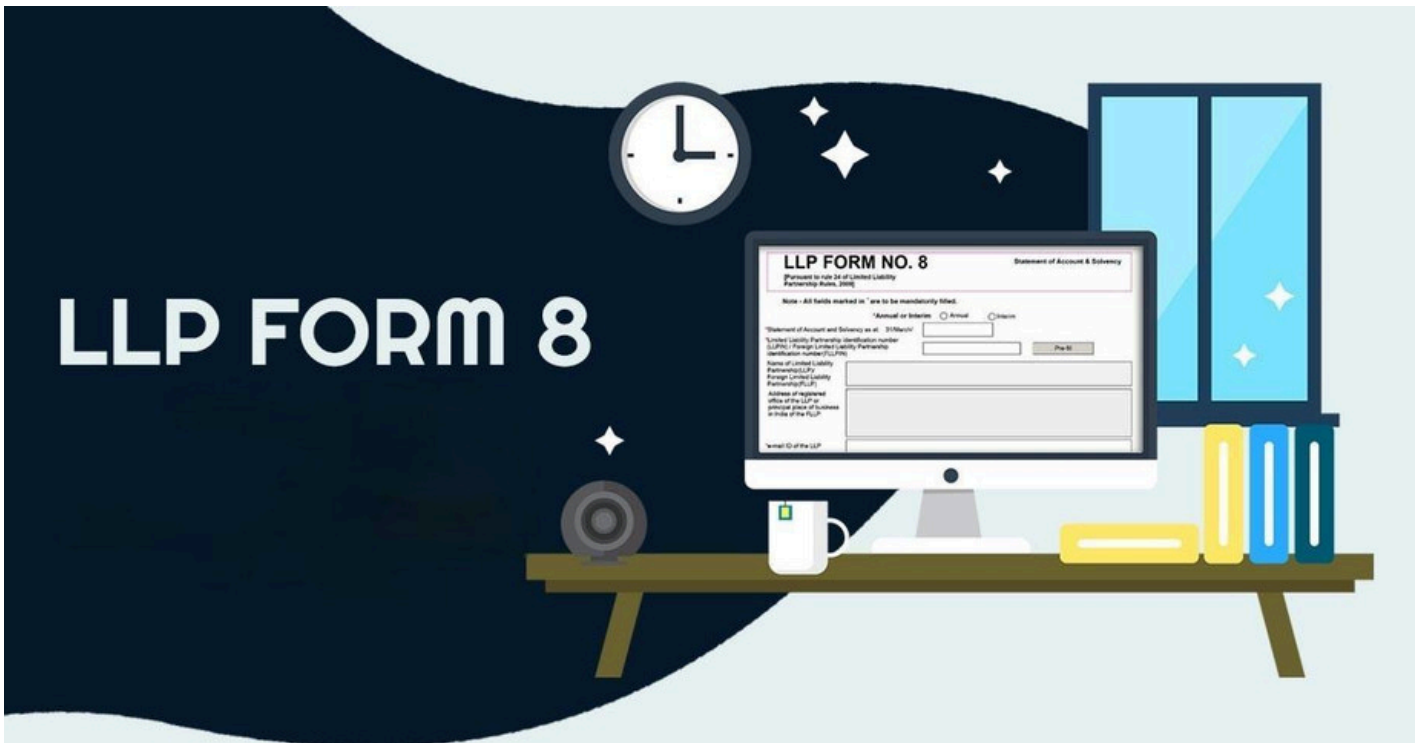 LLP FORM 8
LLP FORM NO. 8
Statement of Account & Solvency
[Pursuant to rule 24 of Limited Liability
Partnership Rules, 2009]
Note - All fields marked in * are to be mandatorily filled.
*Annual or Interim Annual Interim
*Statement of Account and Solvency as at 31/March/
*Limited Liability Partnership identification number
(LLPIN) / Foreign Limited Liability Partnership
identification number(FLLPIN)
Pre-fill
Name of Limited Liability
Partnership(LLP)/
Foreign Limited Liability
Partnership(FLLP)
Address of registered
office of the LLP or
principal place of business
in India of the FLLP
*e-mail ID of the LLP